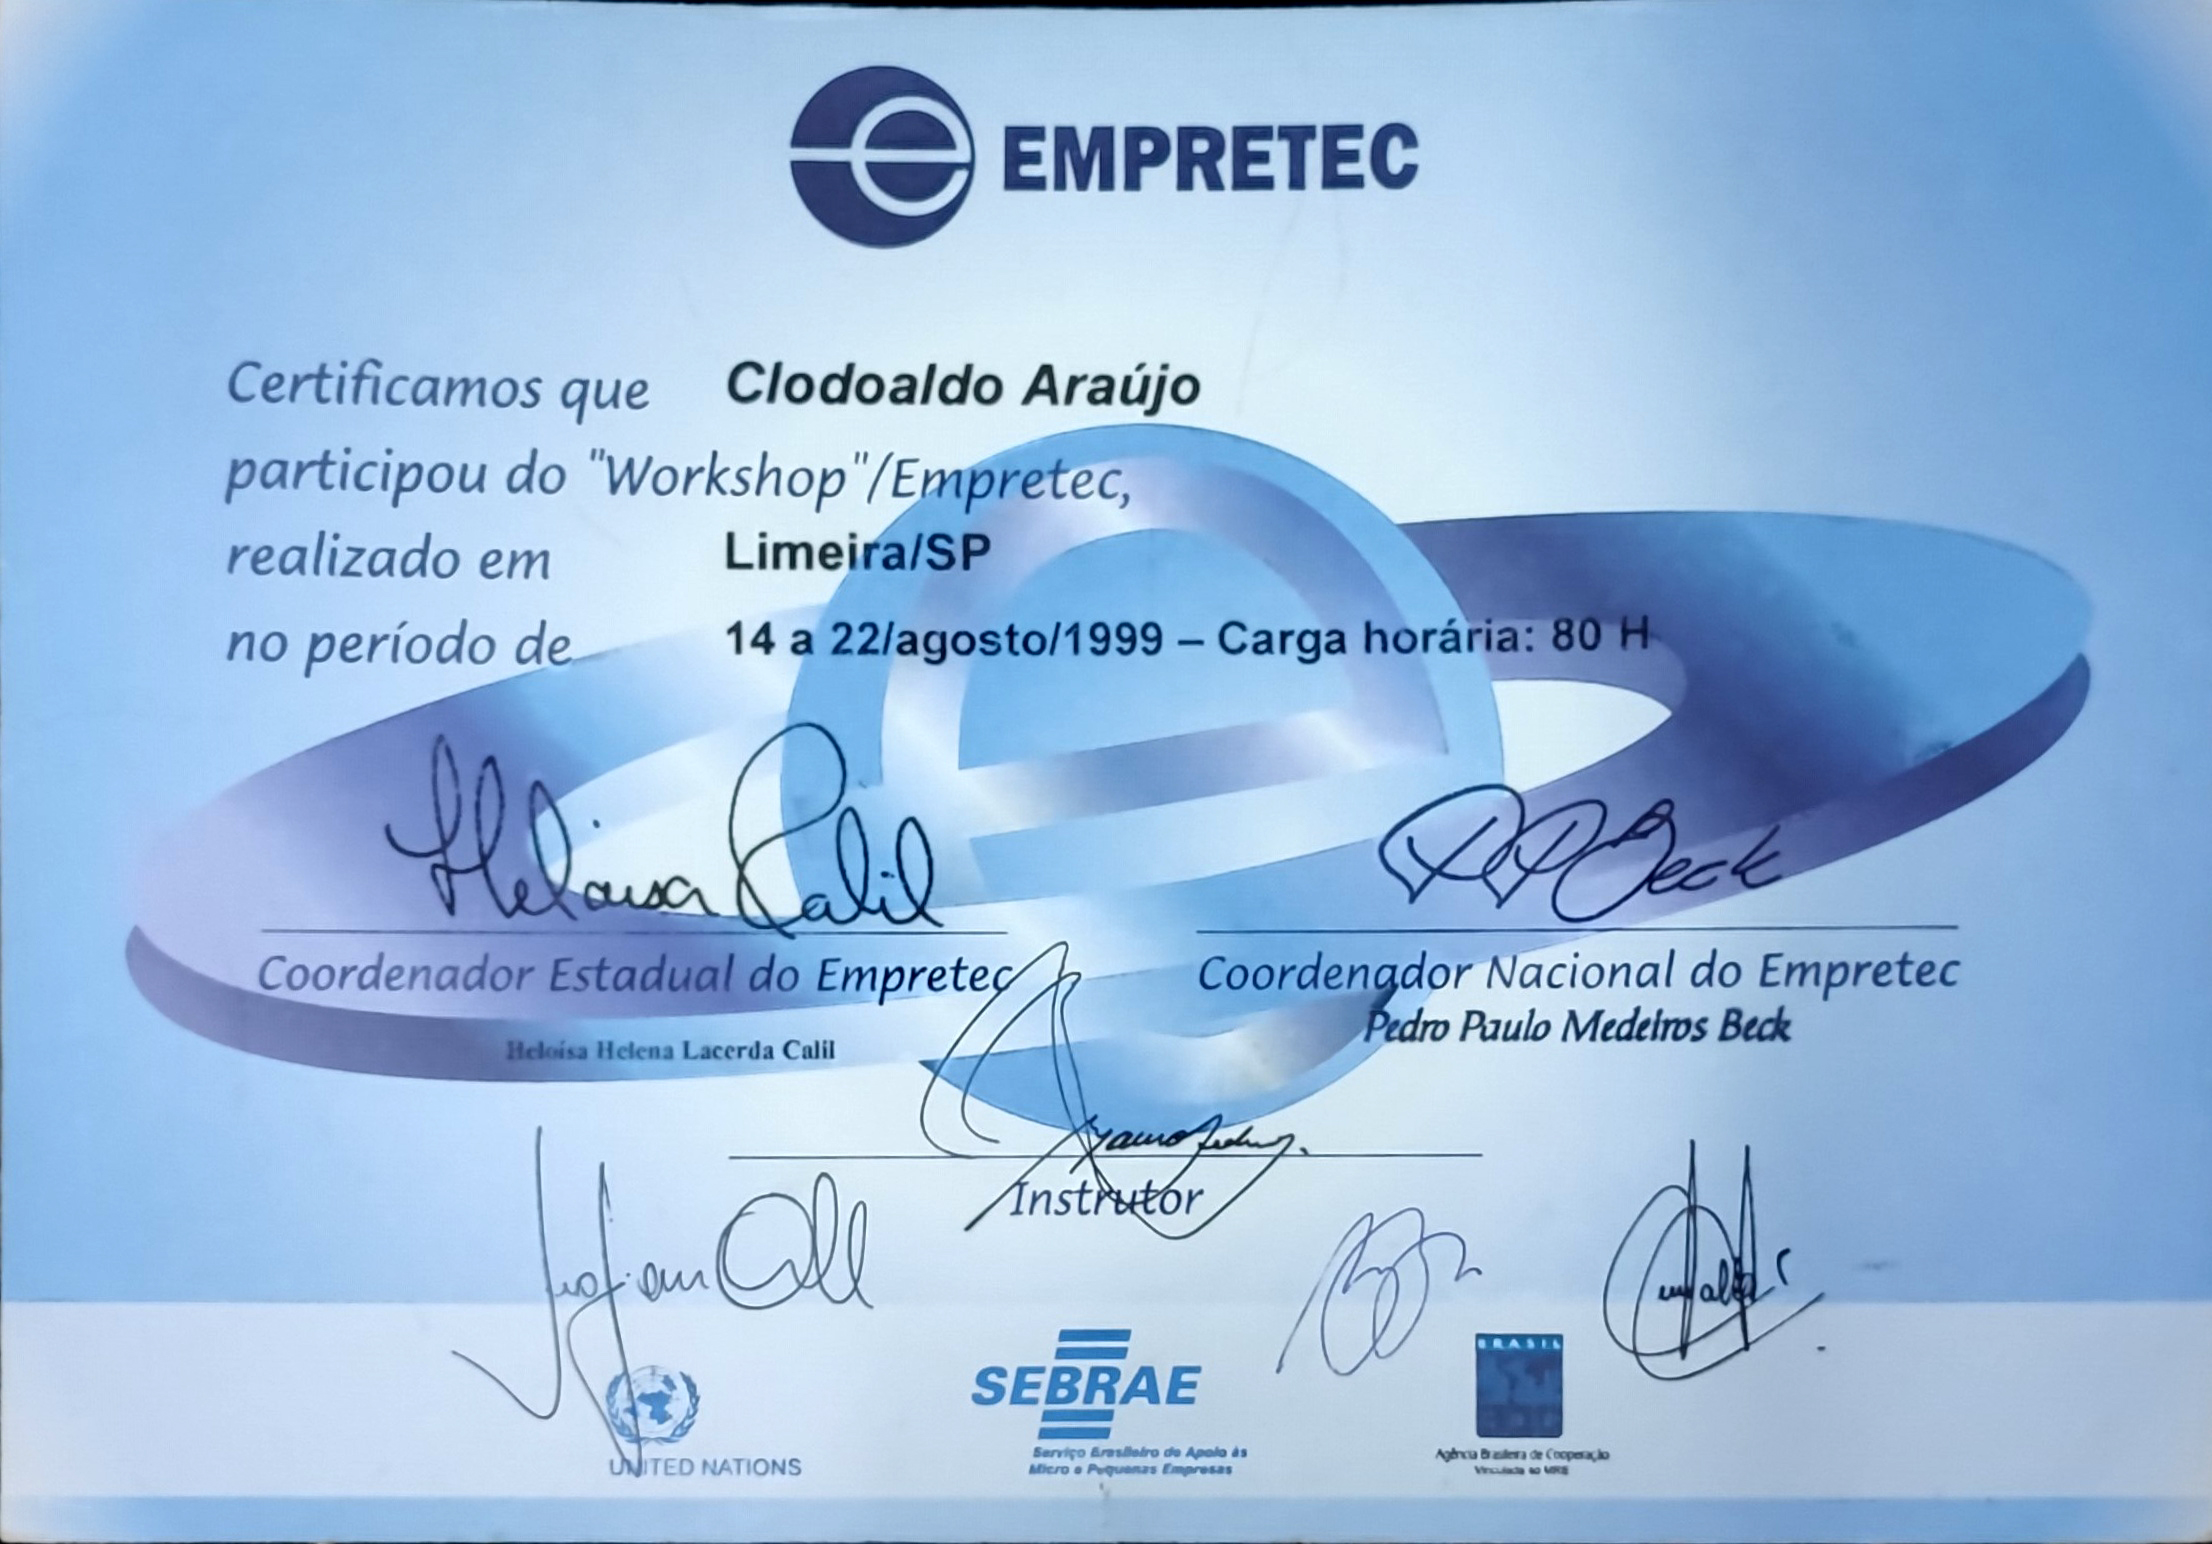 EMPRETEC
Certificamos que Clodoaldo Araújo
participou do "Workshop"/Empretec,
realizado em Limeira/SP
no período de 14 a 22/agosto/1999 – Carga horária: 80 H
Heloisa Calil
PPBeck
Coordenador Estadual do Empretec
Heloísa Helena Lacerda Calil
Coordenador Nacional do Empretec
Pedro Paulo Medeiros Beck
Instrutor
UNITED NATIONS
SEBRAE
Serviço Brasileiro de Apoio às
Micro e Pequenas Empresas
BRASIL
Agência Brasileira de Cooperação
Vinculada ao MRE